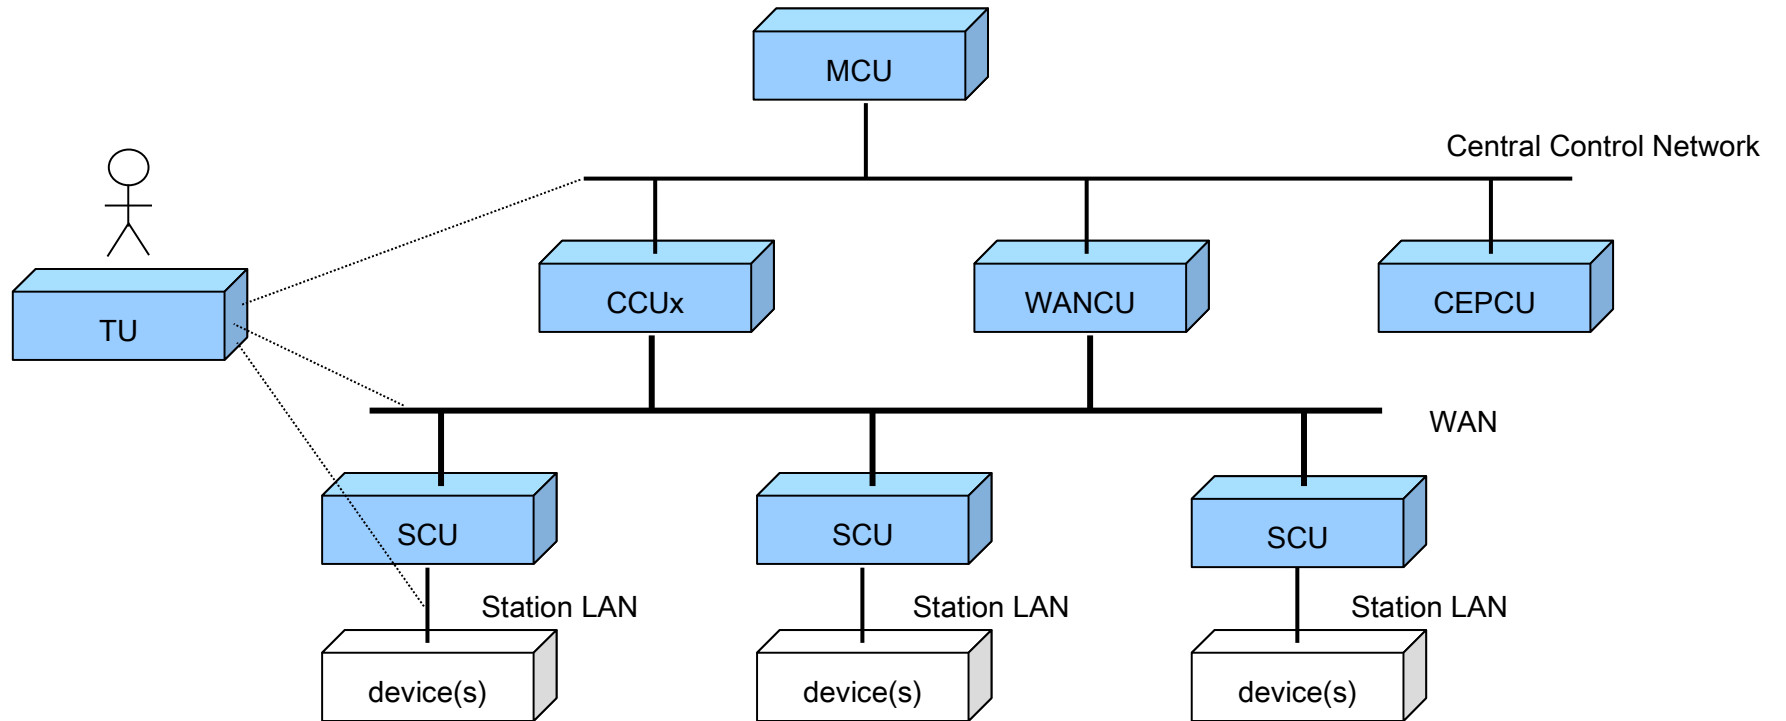 MCU
Central Control Network
TU
CCUx
WANCU
CEPCU
WAN
SCU
SCU
SCU
Station LAN
Station LAN
Station LAN
device(s)
device(s)
device(s)